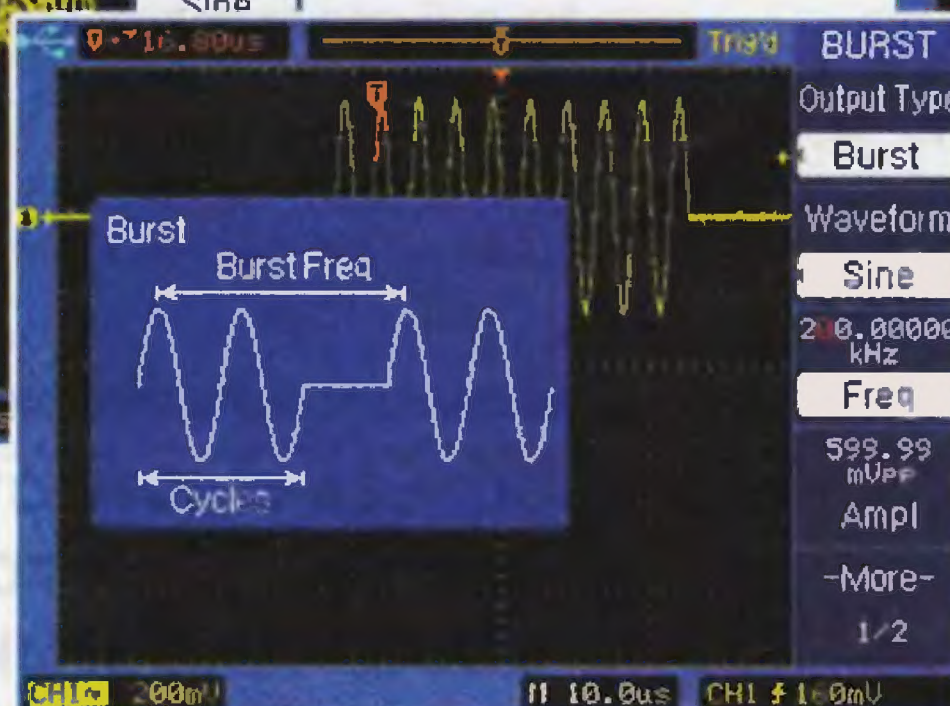 Trig'd
BURST
Output Type
Burst
Waveform
Sine
kHz
Freq
599.99
mVpp
Ampl
-More-
1/2
Burst
Burst Freq
Cycles
CH1 200mV
M 10.0us
CH1 160mV